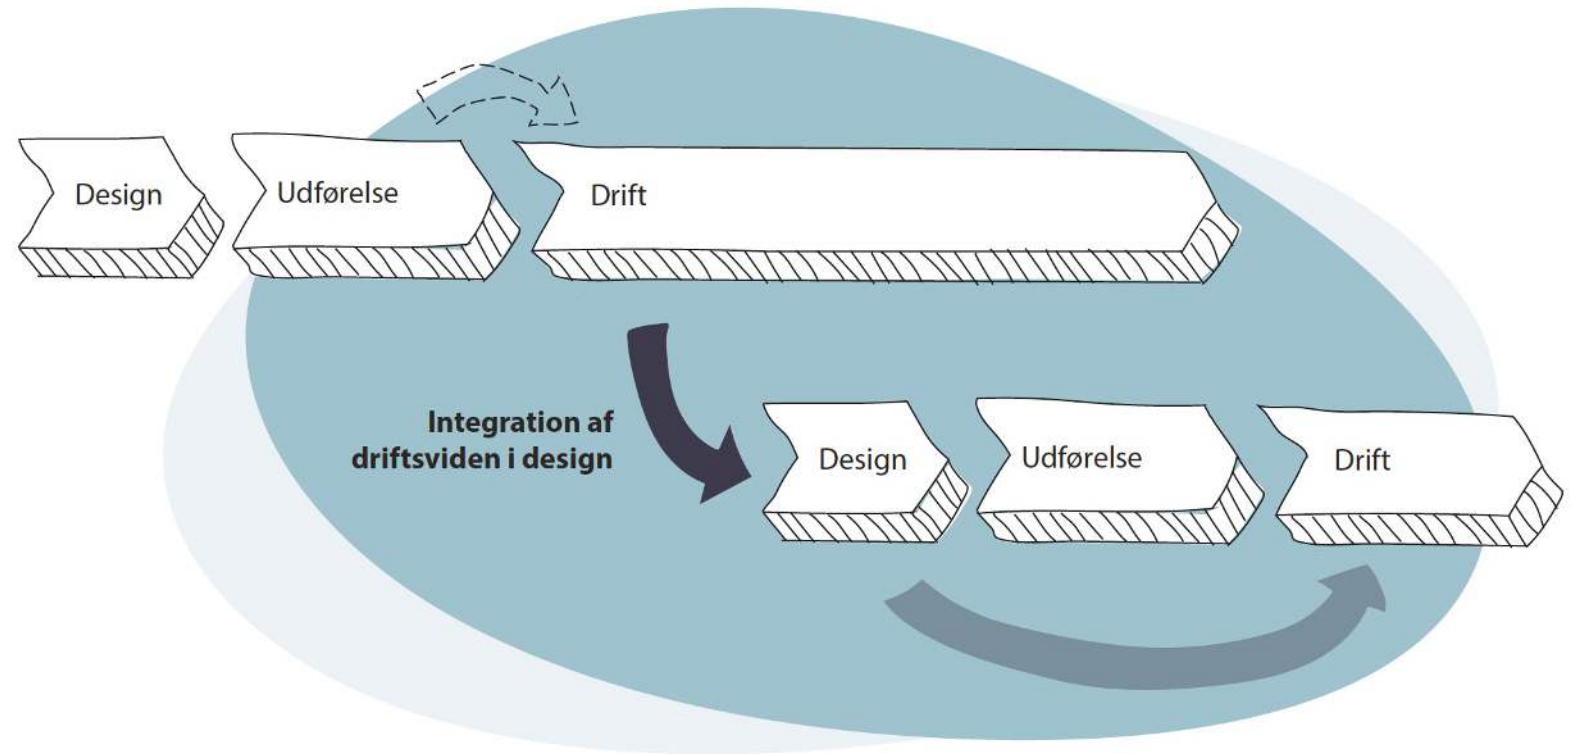 Design
Udførelse
Drift
Integration af
driftsviden i design
Design
Udførelse
Drift